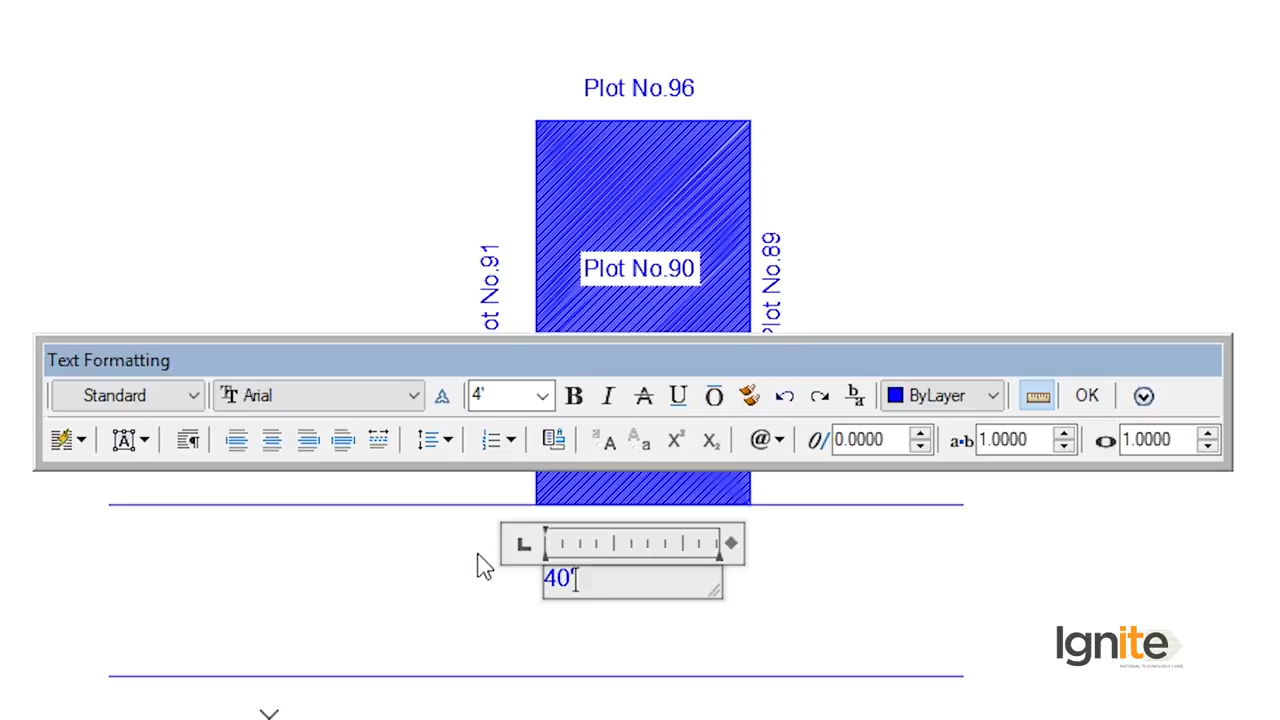 Plot No.96
Plot No.90
ot No.91
Plot No.89
Text Formatting
Standard
Arial
4'
B I A U O
b/a
ByLayer
OK
@
0/ 0.0000
a•b 1.0000
1.0000
40'
Ignite